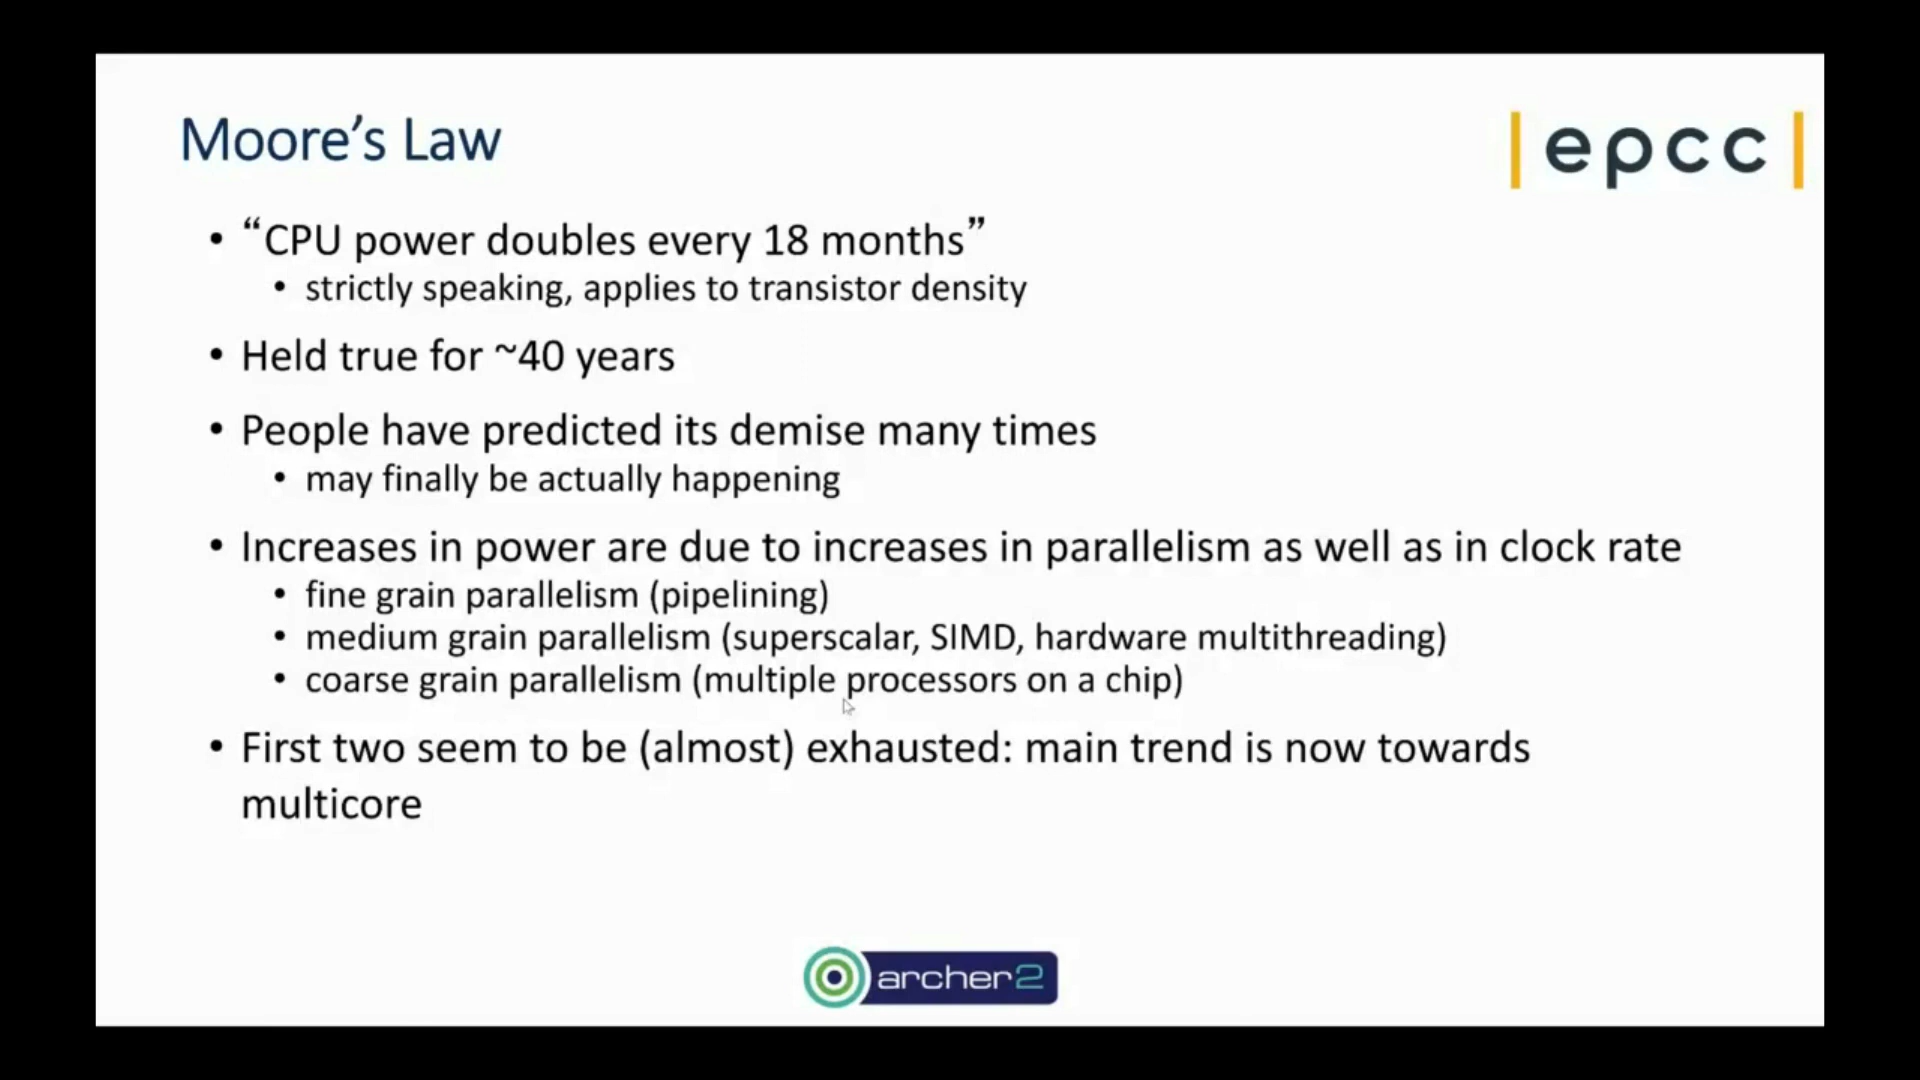 Moore's Law
|epcc|
• “CPU power doubles every 18 months”
• strictly speaking, applies to transistor density
• Held true for ~40 years
• People have predicted its demise many times
• may finally be actually happening
• Increases in power are due to increases in parallelism as well as in clock rate
• fine grain parallelism (pipelining)
• medium grain parallelism (superscalar, SIMD, hardware multithreading)
• coarse grain parallelism (multiple processors on a chip)
• First two seem to be (almost) exhausted: main trend is now towards
multicore
archer2